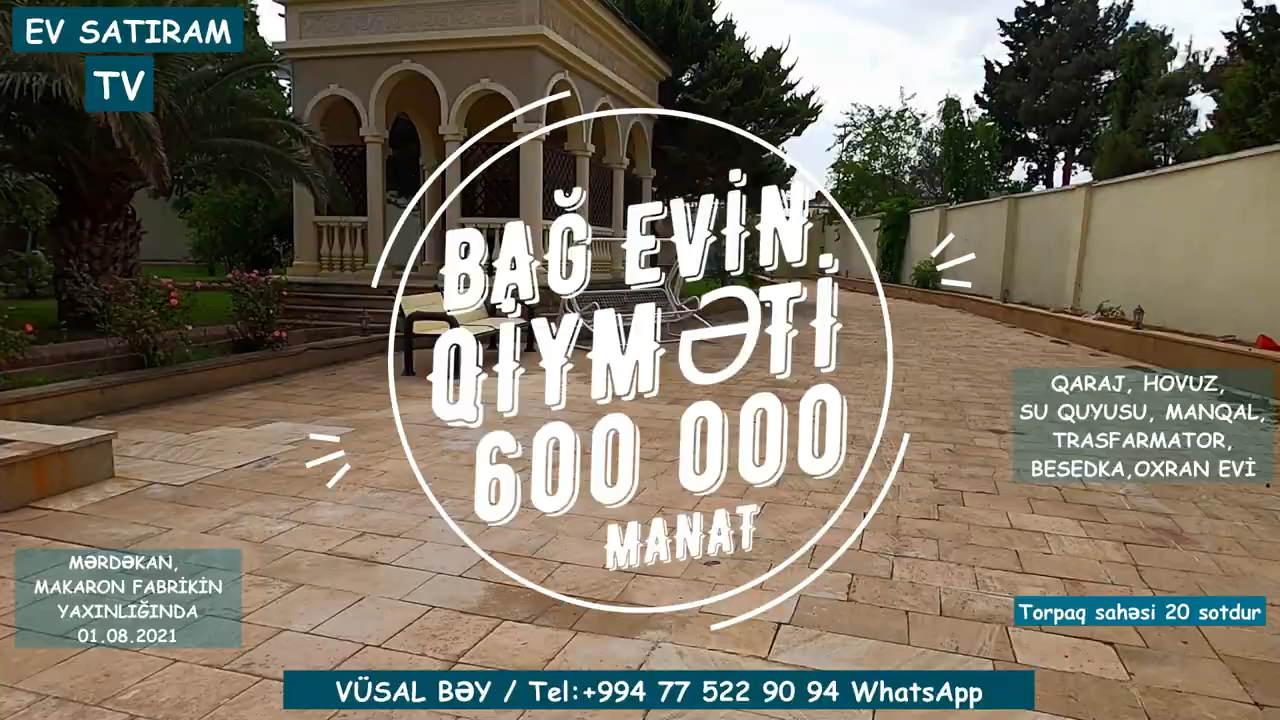 EV SATIRAM
TV
BAĞ EVİN
QİYMƏTİ
600 000
MANAT
QARAJ, HOVUZ,
SU QUYUSU, MANQAL,
TRASFARMATOR,
BESEDKA,OXRAN EVİ
MƏRDƏKAN,
MAKARON FABRİKİN
YAXINLIĞINDA
01.08.2021
Torpaq sahəsi 20 sotdur
VÜSAL BƏY / Tel:+994 77 522 90 94 WhatsApp